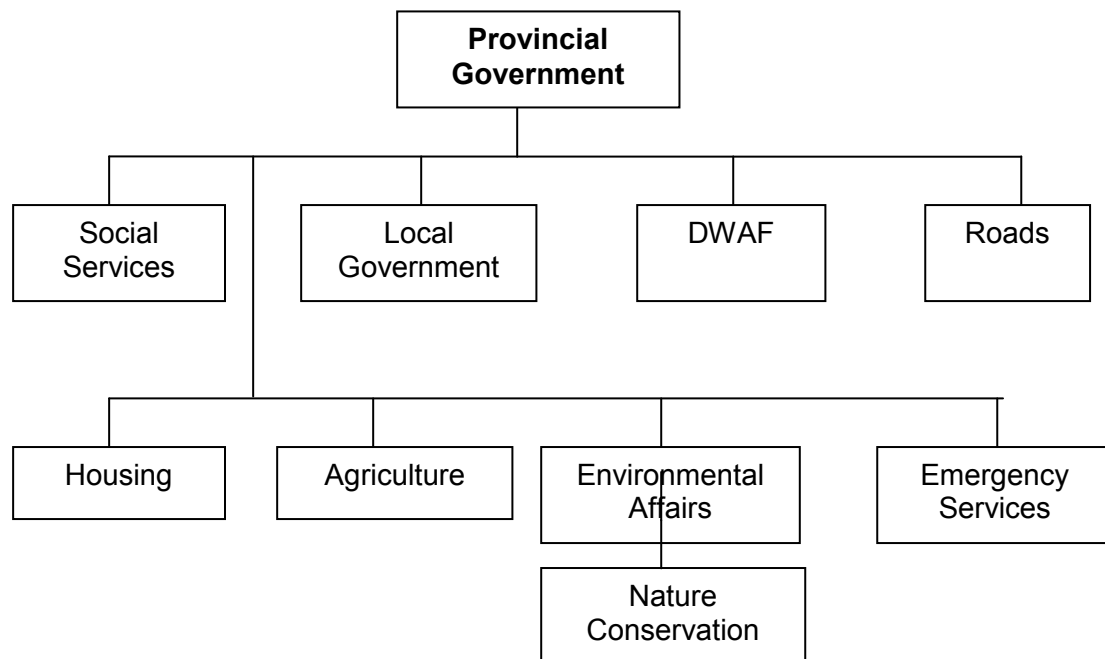 Provincial
Government
Social
Services
Local
Government
DWAF
Roads
Housing
Agriculture
Environmental
Affairs
Emergency
Services
Nature
Conservation